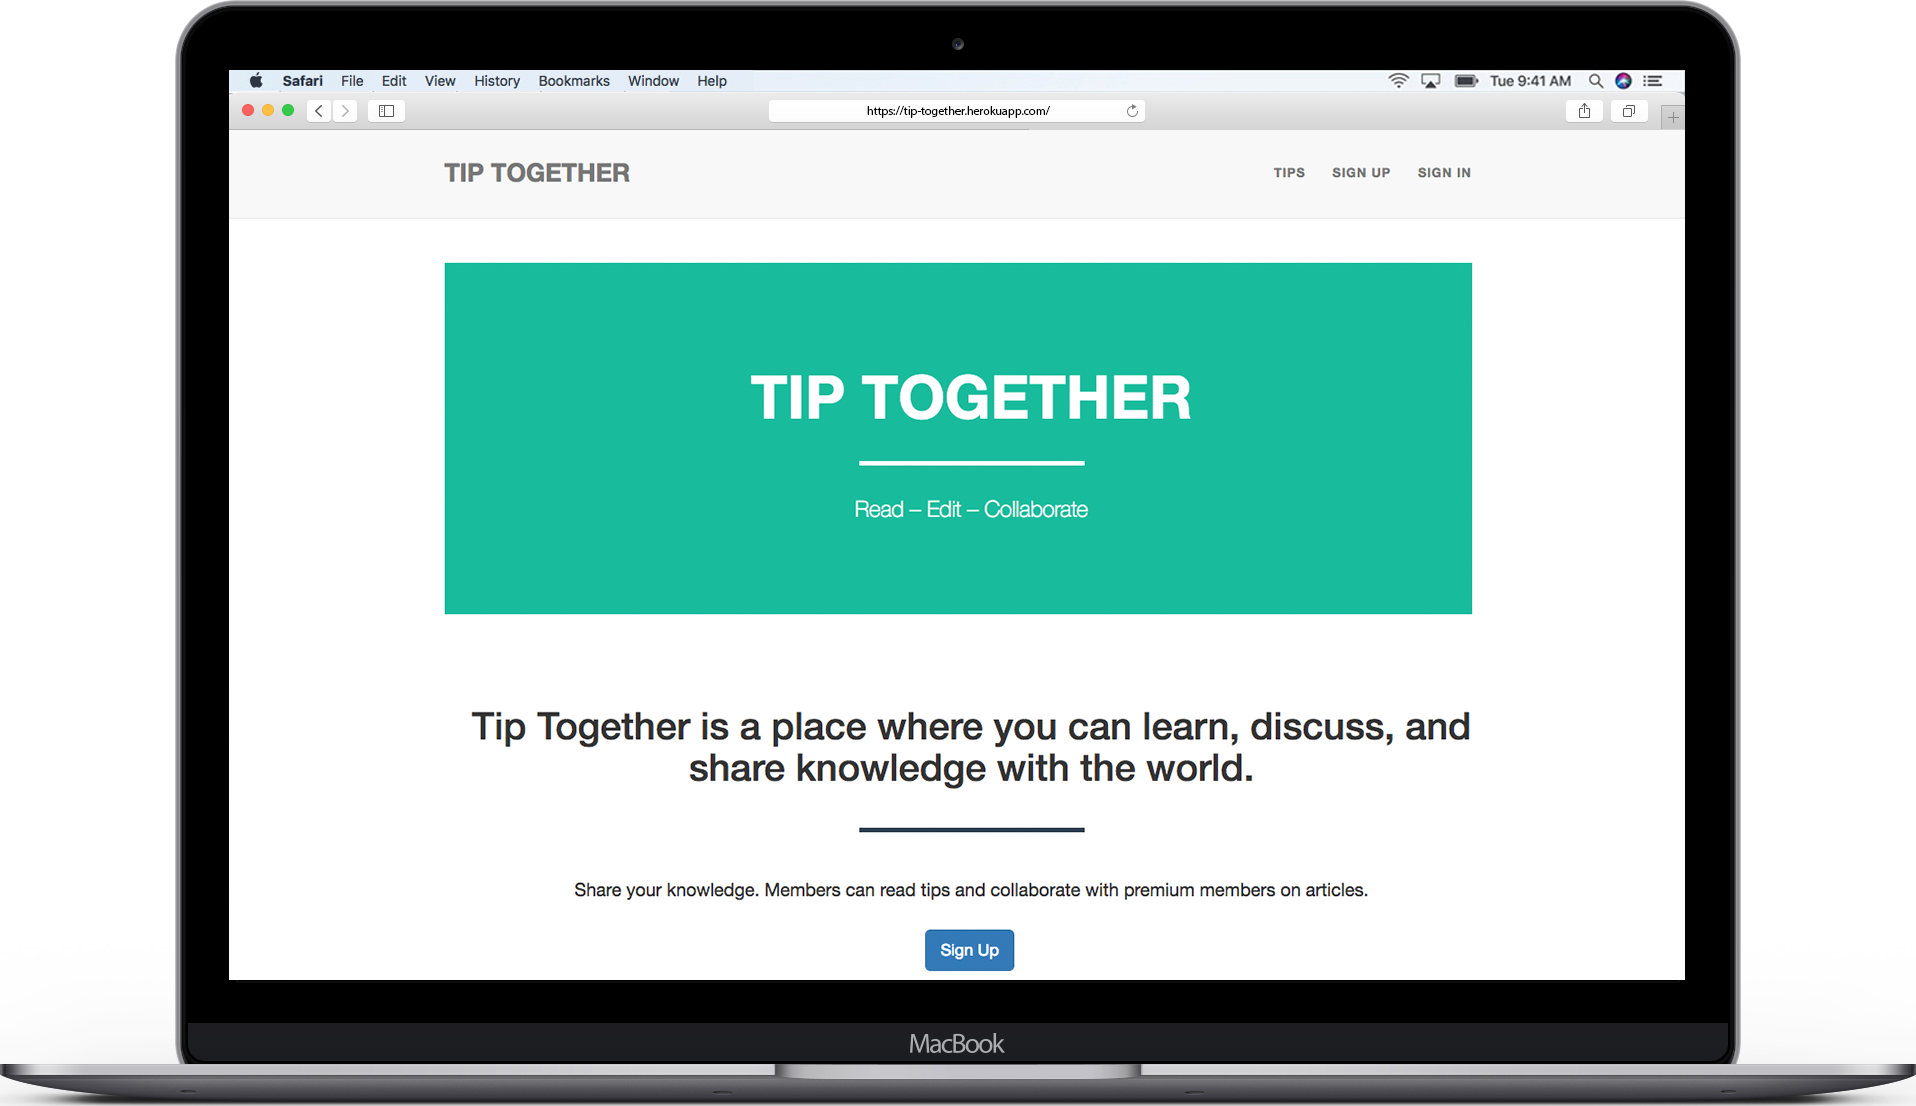 Safari File Edit View History Bookmarks Window Help Tue 9:41 AM
https://tip-together.herokuapp.com/
TIP TOGETHER TIPS SIGN UP SIGN IN
TIP TOGETHER
Read – Edit – Collaborate
Tip Together is a place where you can learn, discuss, and
share knowledge with the world.
Share your knowledge. Members can read tips and collaborate with premium members on articles.
Sign Up
MacBook